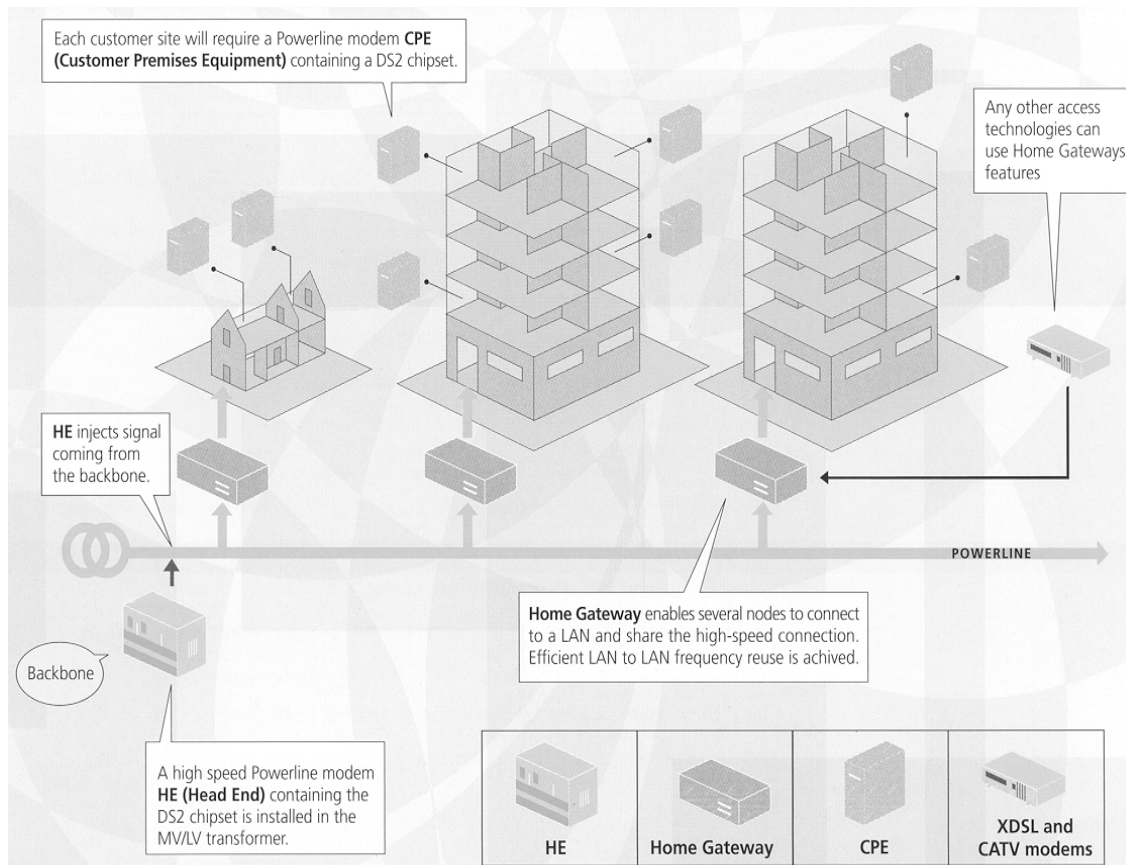 Each customer site will require a Powerline modem CPE
(Customer Premises Equipment) containing a DS2 chipset.
Any other access
technologies can
use Home Gateways
features
HE injects signal
coming from
the backbone.
POWERLINE
Home Gateway enables several nodes to connect
to a LAN and share the high-speed connection.
Efficient LAN to LAN frequency reuse is achived.
Backbone
A high speed Powerline modem
HE (Head End) containing the
DS2 chipset is installed in the
MV/LV transformer.
HE
Home Gateway
CPE
XDSL and
CATV modems